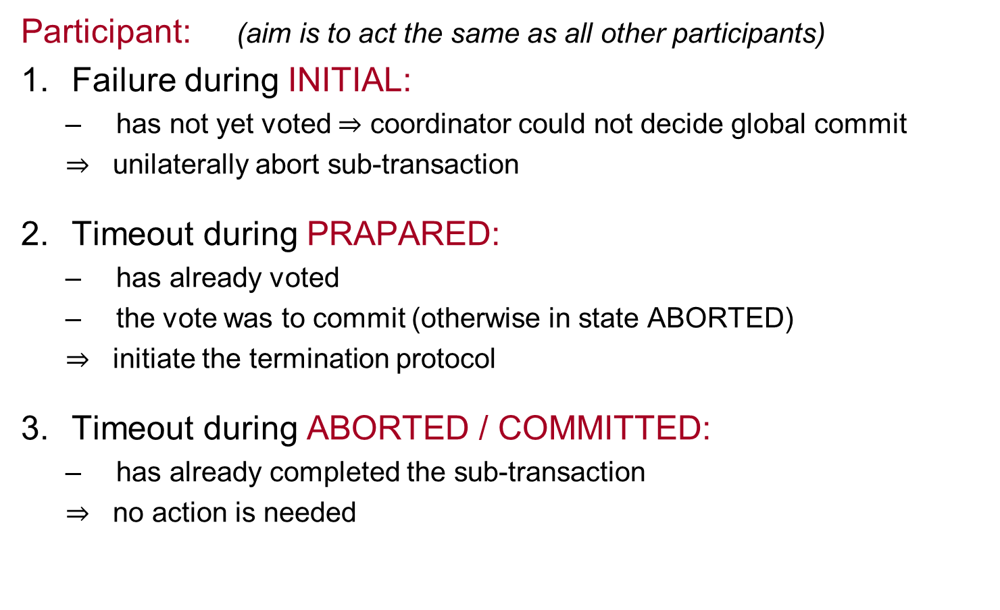 Participant: (aim is to act the same as all other participants)
1. Failure during INITIAL:
– has not yet voted ⇒ coordinator could not decide global commit
⇒ unilaterally abort sub-transaction
2. Timeout during PRAPARED:
– has already voted
– the vote was to commit (otherwise in state ABORTED)
⇒ initiate the termination protocol
3. Timeout during ABORTED / COMMITTED:
– has already completed the sub-transaction
⇒ no action is needed